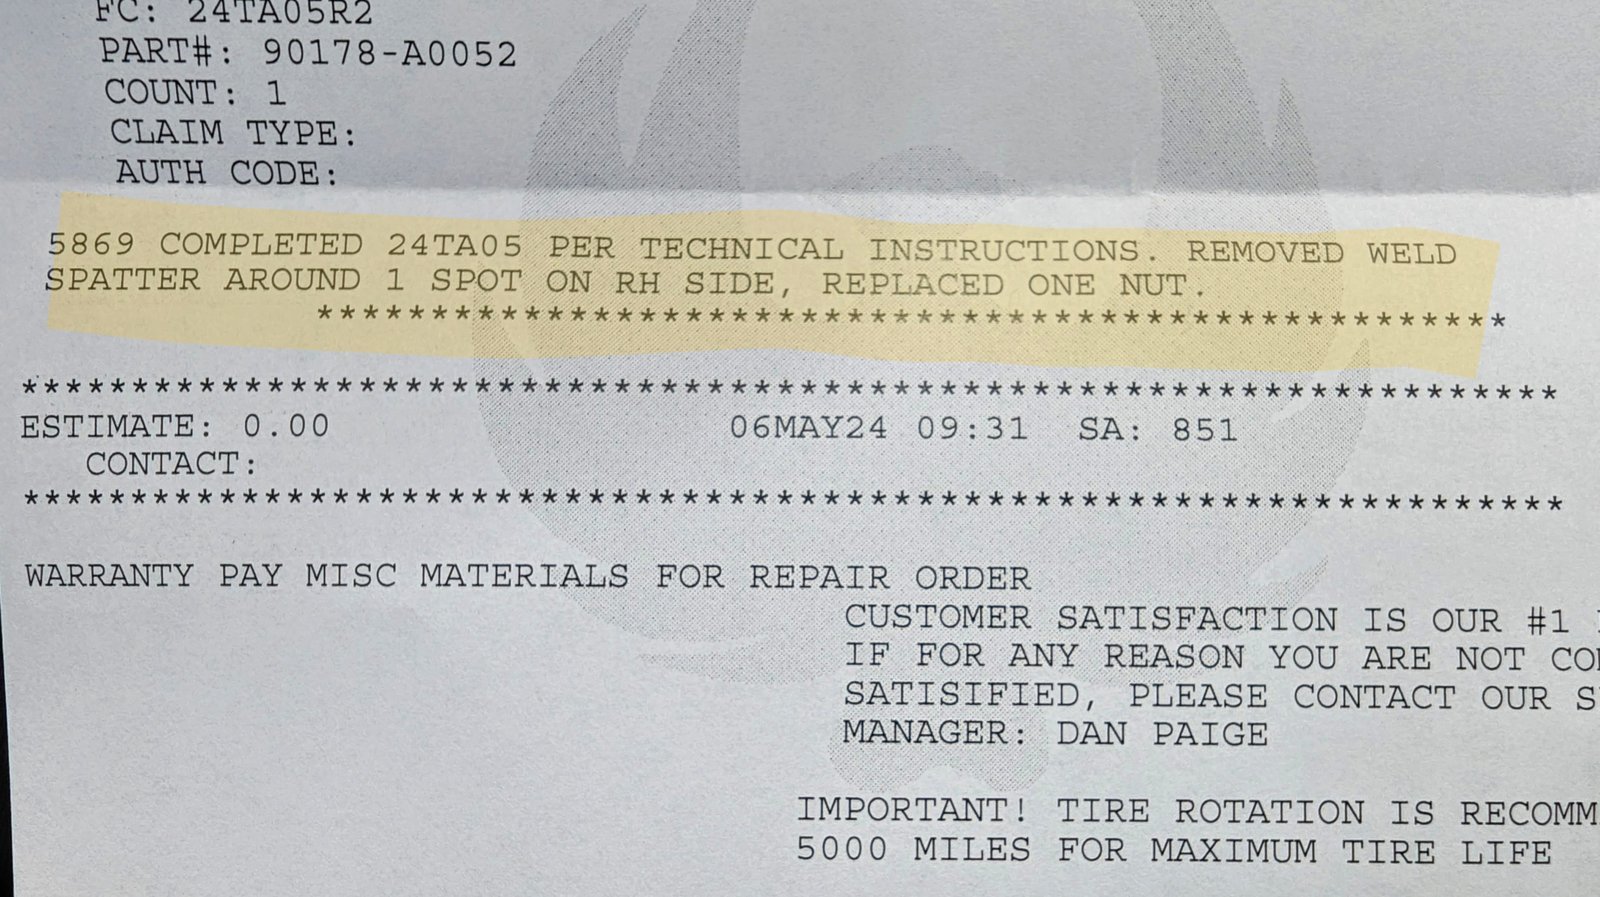 FC: 24TA05R2
PART#: 90178-A0052
COUNT: 1
CLAIM TYPE:
AUTH CODE:
5869 COMPLETED 24TA05 PER TECHNICAL INSTRUCTIONS. REMOVED WELD
SPATTER AROUND 1 SPOT ON RH SIDE, REPLACED ONE NUT.
****************************************************
********************************************************************
ESTIMATE: 0.00 06MAY24 09:31 SA: 851
CONTACT:
********************************************************************
WARRANTY PAY MISC MATERIALS FOR REPAIR ORDER
CUSTOMER SATISFACTION IS OUR #1
IF FOR ANY REASON YOU ARE NOT
SATISIFIED, PLEASE CONTACT OUR
MANAGER: DAN PAIGE
IMPORTANT! TIRE ROTATION IS RECOMM
5000 MILES FOR MAXIMUM TIRE LIFE